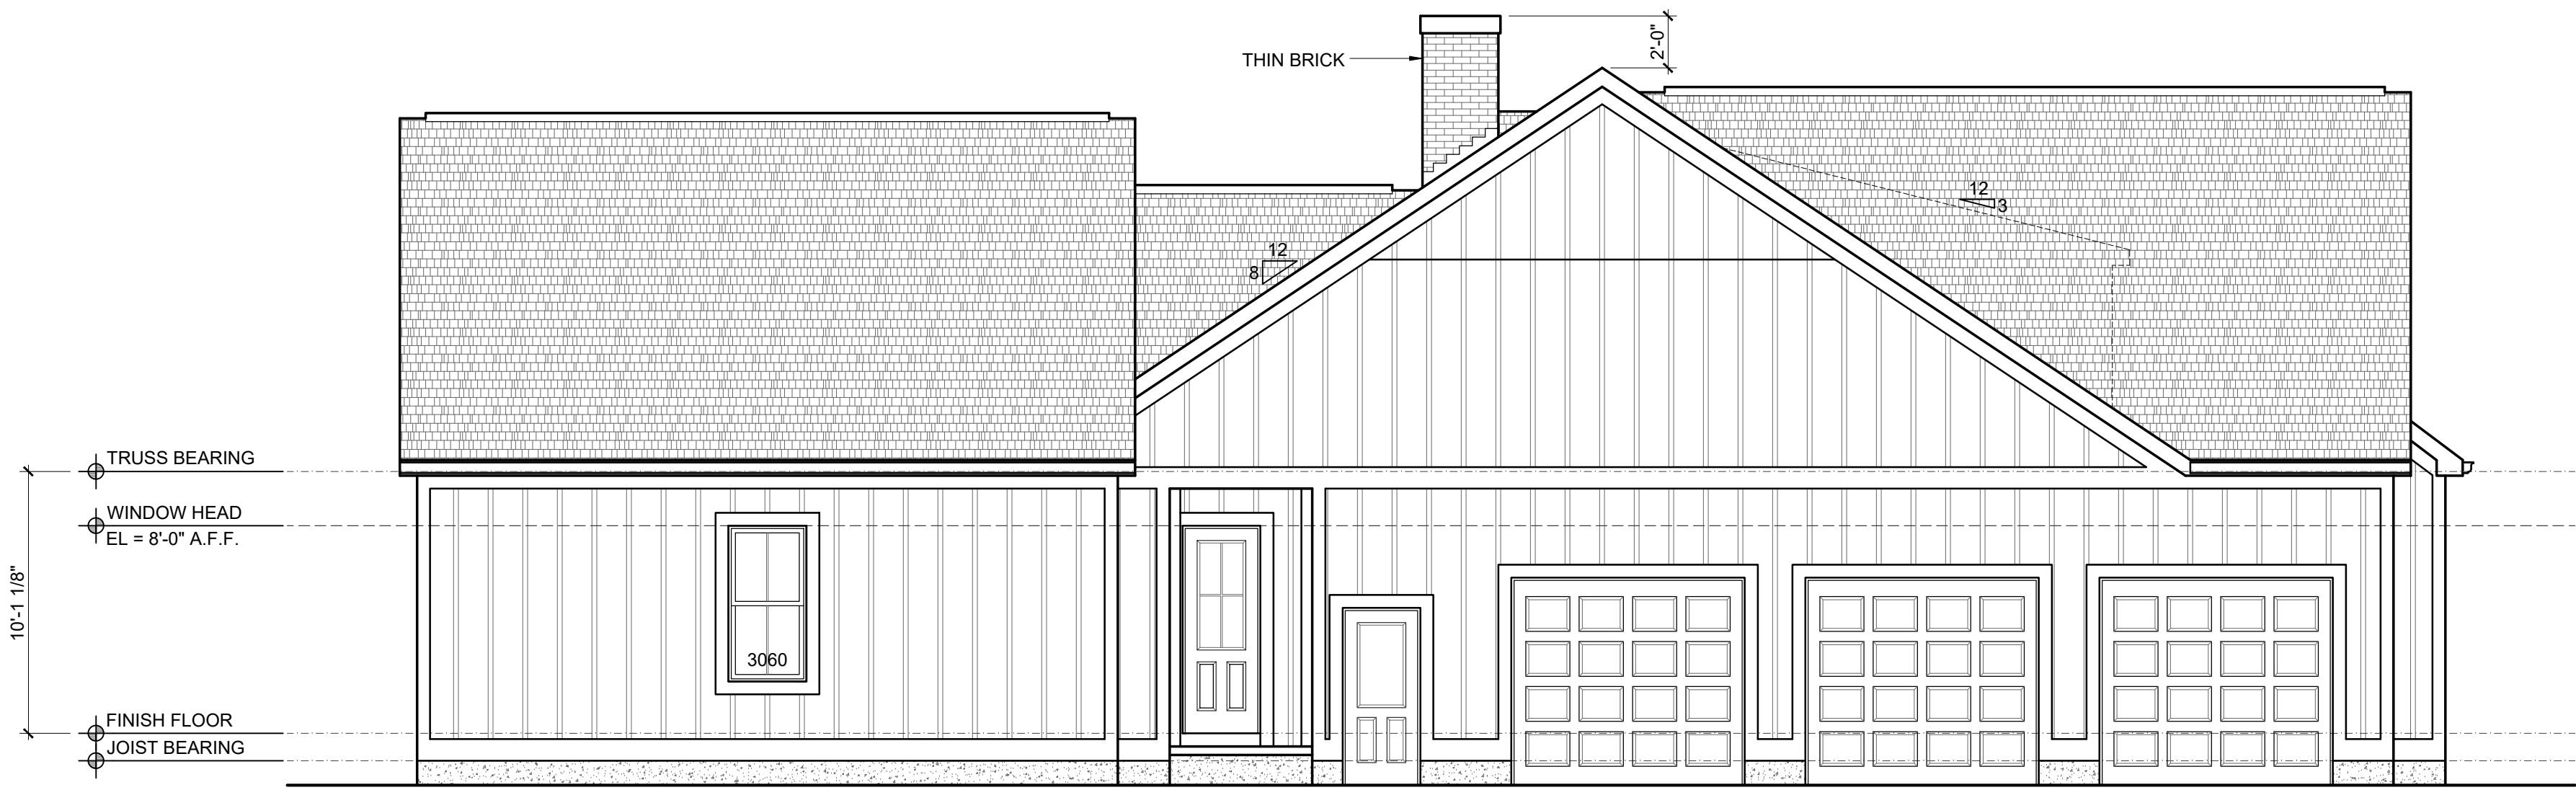 THIN BRICK
2'-0"
12
3
12
8
TRUSS BEARING
WINDOW HEAD
EL = 8'-0" A.F.F.
10'-1 1/8"
3060
FINISH FLOOR
JOIST BEARING